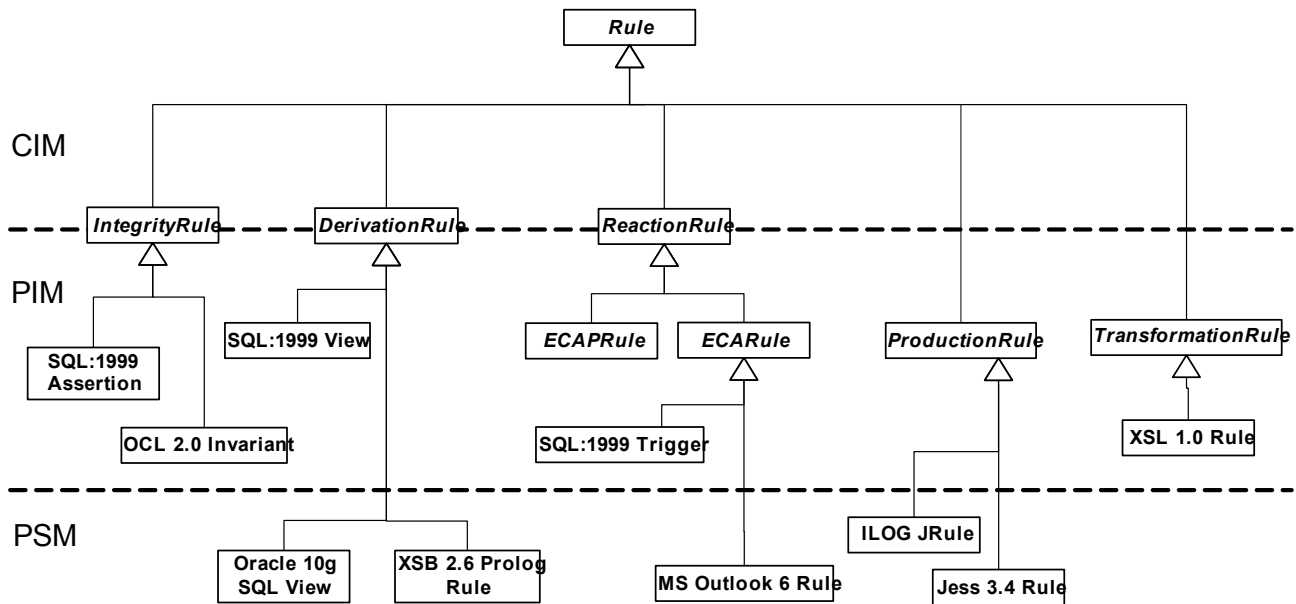 Rule
CIM
IntegrityRule
DerivationRule
ReactionRule
PIM
SQL:1999 View
ECAPRule
ECARule
ProductionRule
TransformationRule
SQL:1999
Assertion
OCL 2.0 Invariant
SQL:1999 Trigger
XSL 1.0 Rule
PSM
ILOG JRule
Oracle 10g
SQL View
XSB 2.6 Prolog
Rule
MS Outlook 6 Rule
Jess 3.4 Rule